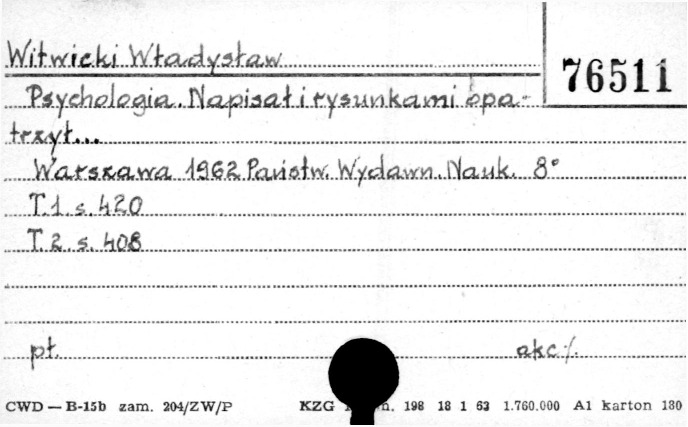 Witwicki Władysław
76511
Psychologia. Napisał i rysunkami opa-
trzył...
Warszawa 1962 Państw. Wydawn. Nauk. 8°
T.1 s. 420
T.2 s. 408
pł. akc %.
CWD — B-15b zam. 204/ZW/P KZG n. 198 18 1 63 1.760.000 A1 karton 180